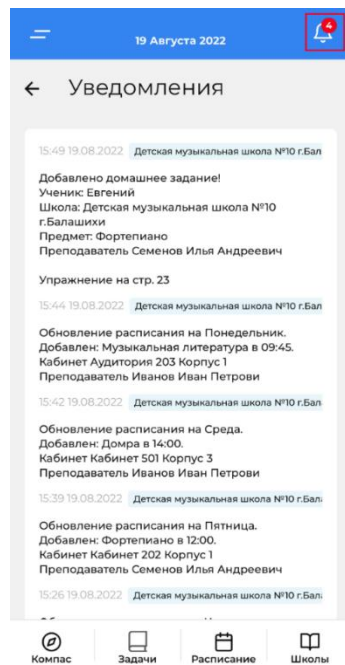 19 Августа 2022
4
Уведомления
15:49 19.08.2022 Детская музыкальная школа №10 г.Бал
Добавлено домашнее задание!
Ученик: Евгений
Школа: Детская музыкальная школа №10
г.Балашихи
Предмет: Фортепиано
Преподаватель Семенов Илья Андреевич
Упражнение на стр. 23
15:44 19.08.2022 Детская музыкальная школа №10 г.Бал
Обновление расписания на Понедельник.
Добавлен: Музыкальная литература в 09:45.
Кабинет Аудитория 203 Корпус 1
Преподаватель Иванов Иван Петрови
15:42 19.08.2022 Детская музыкальная школа №10 г.Бал
Обновление расписания на Среда.
Добавлен: Домра в 14:00.
Кабинет Кабинет 501 Корпус 3
Преподаватель Иванов Иван Петрови
15:39 19.08.2022 Детская музыкальная школа №10 г.Бал
Обновление расписания на Пятница.
Добавлен: Фортепиано в 12:00.
Кабинет Кабинет 202 Корпус 1
Преподаватель Семенов Илья Андреевич
15:26 19.08.2022 Детская музыкальная школа №10 г.Бал
Компас Задачи Расписание Школы